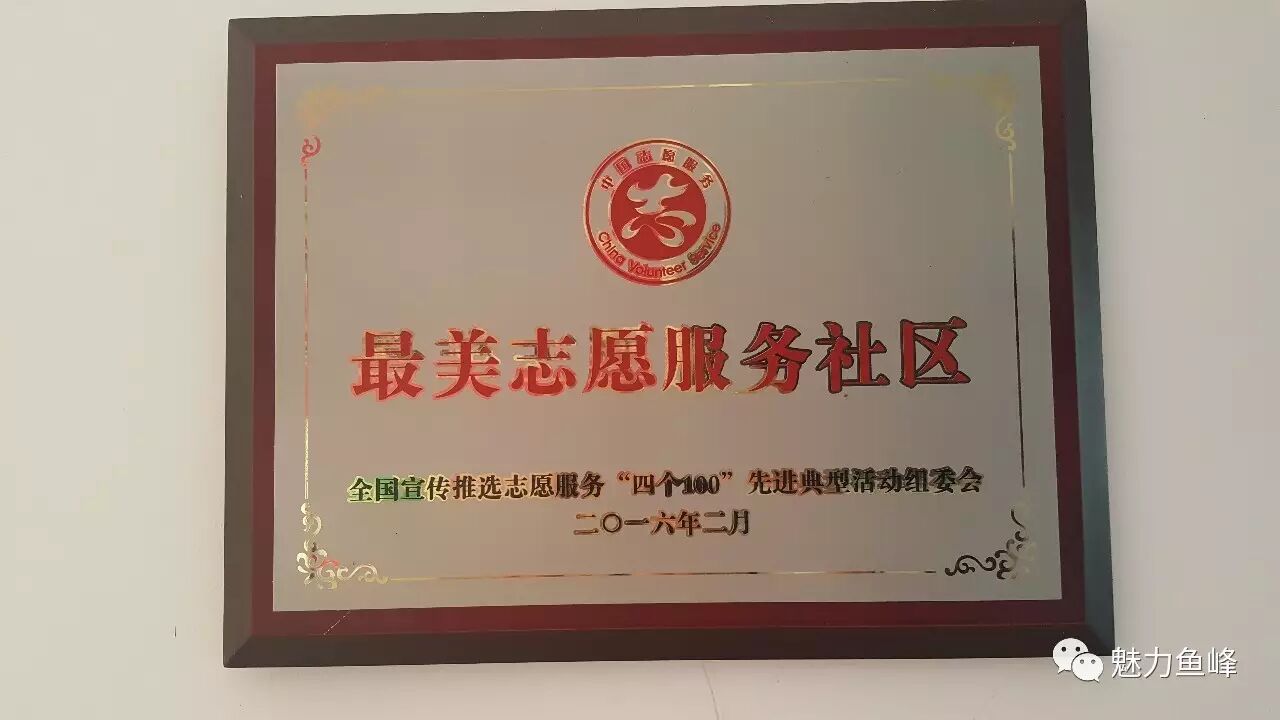 中国志愿服务
志
China Volunteer Service
最美志愿服务社区
全国宣传推选志愿服务“四个100”先进典型活动组委会
二〇一六年二月
魅力鱼峰